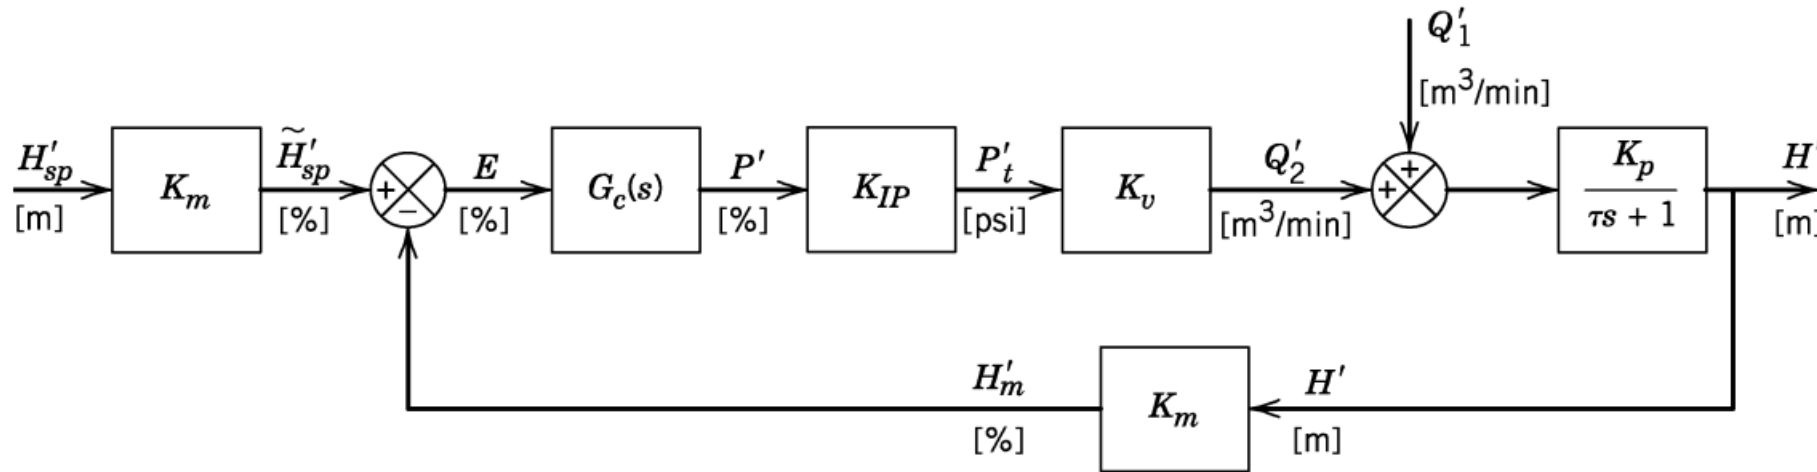 Q′₁
[m³/min]
H′sp
[m]
Km
H̃′sp
[%]
+
−
E
[%]
Gc(s)
P′
[%]
KIP
P′t
[psi]
Kv
Q′₂
[m³/min]
+
+
Kp
τs + 1
H′
[m]
H′m
[%]
Km
H′
[m]